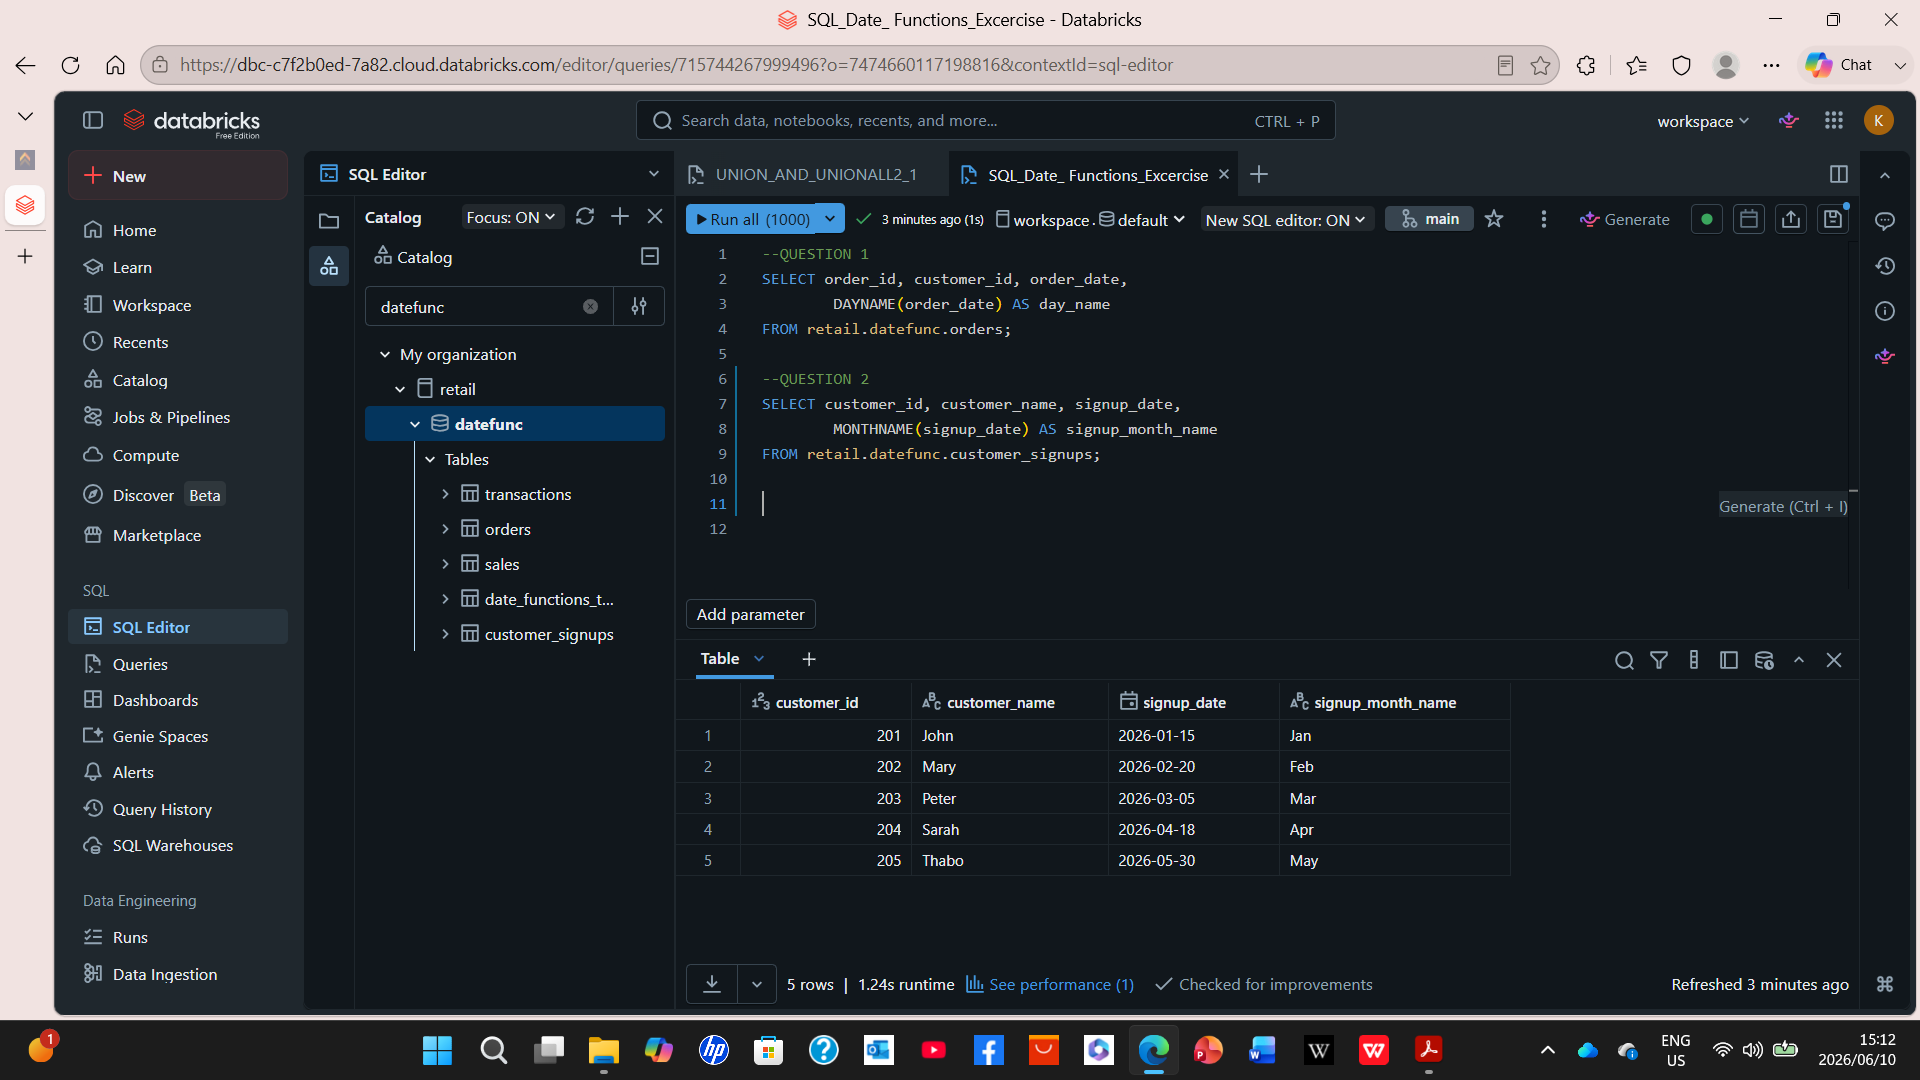 SQL_Date_ Functions_Excercise - Databricks
https://dbc-c7f2b0ed-7a82.cloud.databricks.com/editor/queries/715744267999496?o=7474660117198816&contextId=sql-editor
Chat
databricks
Free Edition
Search data, notebooks, recents, and more...
CTRL + P
workspace
K
New
Home
Learn
Workspace
Recents
Catalog
Jobs & Pipelines
Compute
Discover Beta
Marketplace
SQL
SQL Editor
Queries
Dashboards
Genie Spaces
Alerts
Query History
SQL Warehouses
Data Engineering
Runs
Data Ingestion
SQL Editor
Catalog Focus: ON
Catalog
datefunc
My organization
retail
datefunc
Tables
transactions
orders
sales
date_functions_t...
customer_signups
UNION_AND_UNIONALL2_1
SQL_Date_ Functions_Excercise
Run all (1000)
3 minutes ago (1s)
workspace . default
New SQL editor: ON
main
Generate
1 --QUESTION 1
2 SELECT order_id, customer_id, order_date,
3 DAYNAME(order_date) AS day_name
4 FROM retail.datefunc.orders;
5
6 --QUESTION 2
7 SELECT customer_id, customer_name, signup_date,
8 MONTHNAME(signup_date) AS signup_month_name
9 FROM retail.datefunc.customer_signups;
10
11
Generate (Ctrl + I)
12
Add parameter
Table
customer_id customer_name signup_date signup_month_name
1 201 John 2026-01-15 Jan
2 202 Mary 2026-02-20 Feb
3 203 Peter 2026-03-05 Mar
4 204 Sarah 2026-04-18 Apr
5 205 Thabo 2026-05-30 May
5 rows | 1.24s runtime See performance (1) Checked for improvements
Refreshed 3 minutes ago
1
ENG
US
15:12
2026/06/10